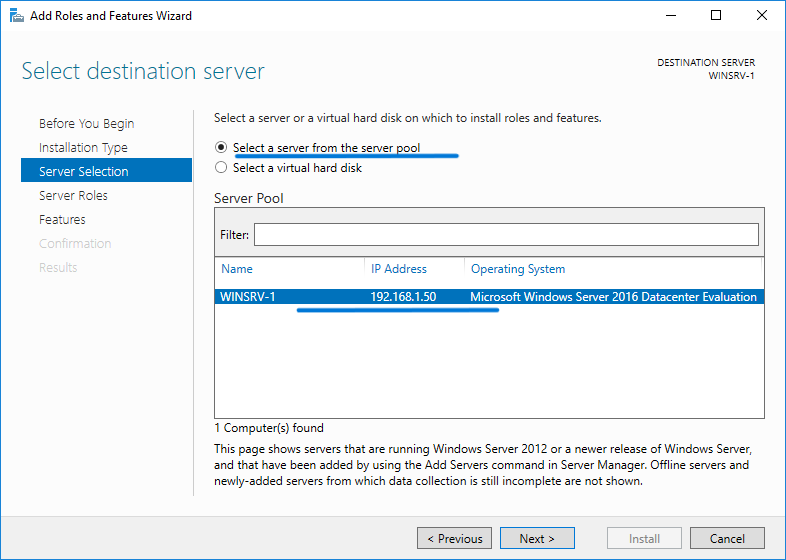 Add Roles and Features Wizard
Select destination server
DESTINATION SERVER
WINSRV-1
Before You Begin
Installation Type
Server Selection
Server Roles
Features
Confirmation
Results
Select a server or a virtual hard disk on which to install roles and features.
Select a server from the server pool
Select a virtual hard disk
Server Pool
Filter:
Name IP Address Operating System
WINSRV-1 192.168.1.50 Microsoft Windows Server 2016 Datacenter Evaluation
1 Computer(s) found
This page shows servers that are running Windows Server 2012 or a newer release of Windows Server,
and that have been added by using the Add Servers command in Server Manager. Offline servers and
newly-added servers from which data collection is still incomplete are not shown.
< Previous Next > Install Cancel